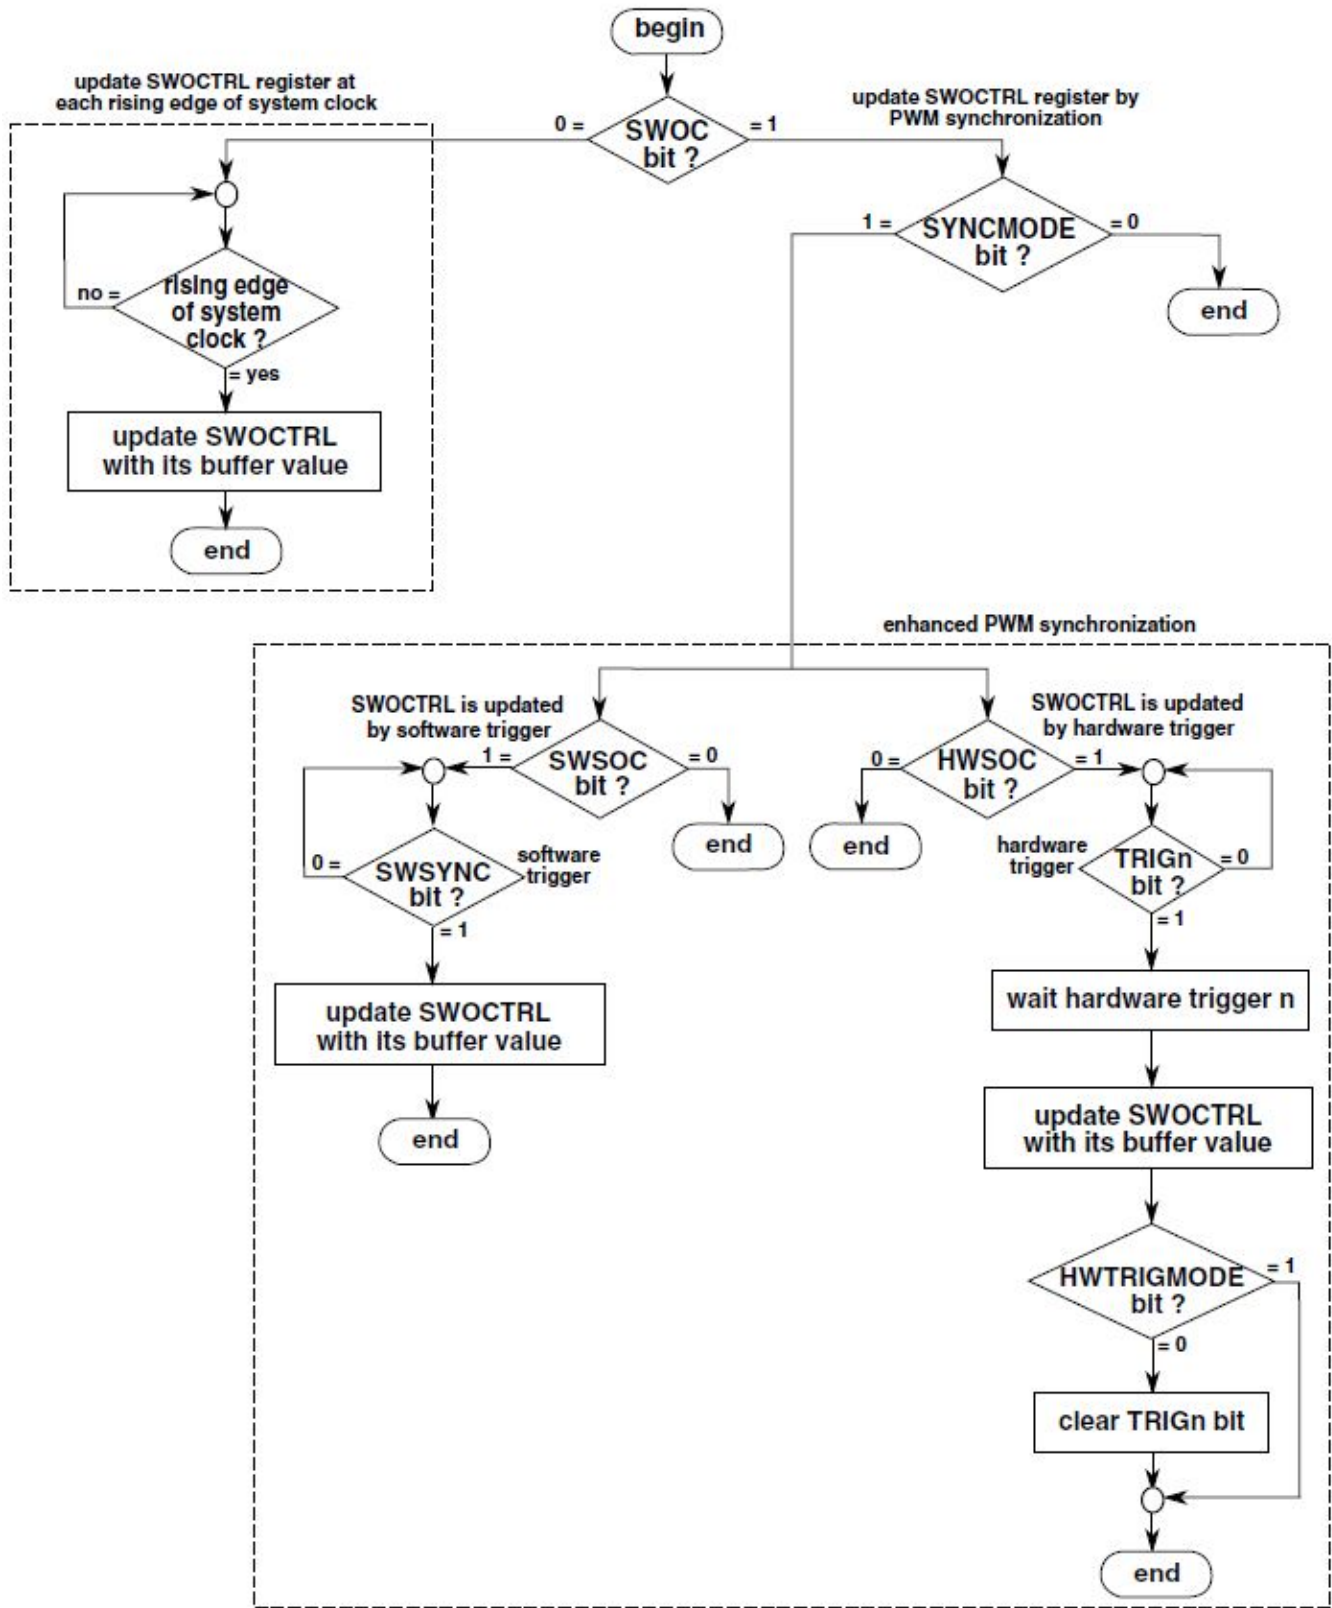 begin
update SWOCTRL register at
each rising edge of system clock
update SWOCTRL register by
PWM synchronization
0 =
SWOC
bit ?
= 1
1 =
SYNCMODE
bit ?
= 0
end
no =
rising edge
of system
clock ?
= yes
update SWOCTRL
with its buffer value
end
enhanced PWM synchronization
SWOCTRL is updated
by software trigger
SWOCTRL is updated
by hardware trigger
1 =
SWSOC
bit ?
= 0
end
0 =
HWSOC
bit ?
= 1
end
0 =
SWSYNC
bit ?
software
trigger
= 1
hardware
trigger
TRIGn
bit ?
= 0
= 1
update SWOCTRL
with its buffer value
end
wait hardware trigger n
update SWOCTRL
with its buffer value
HWTRIGMODE
bit ?
= 1
= 0
clear TRIGn bit
end